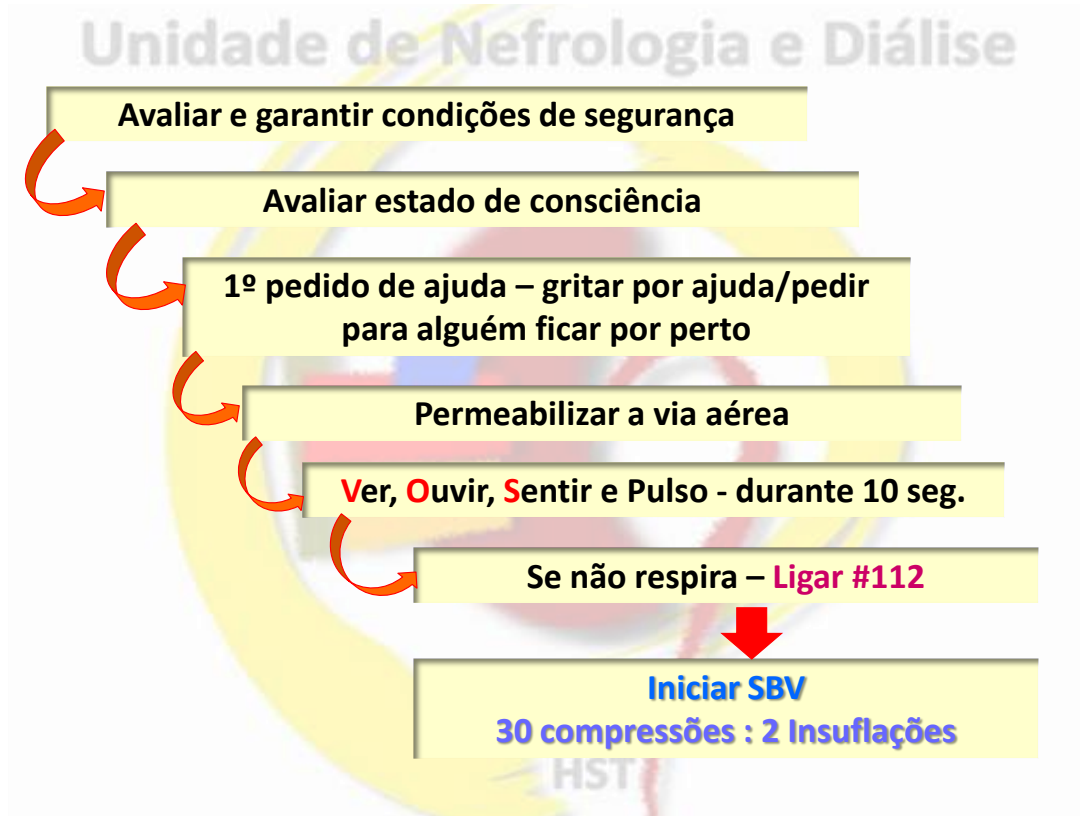 Unidade de Nefrologia e Diálise
Avaliar e garantir condições de segurança
Avaliar estado de consciência
1º pedido de ajuda – gritar por ajuda/pedir
para alguém ficar por perto
Permeabilizar a via aérea
Ver, Ouvir, Sentir e Pulso - durante 10 seg.
Se não respira – Ligar #112
Iniciar SBV
30 compressões : 2 Insuflações
HST